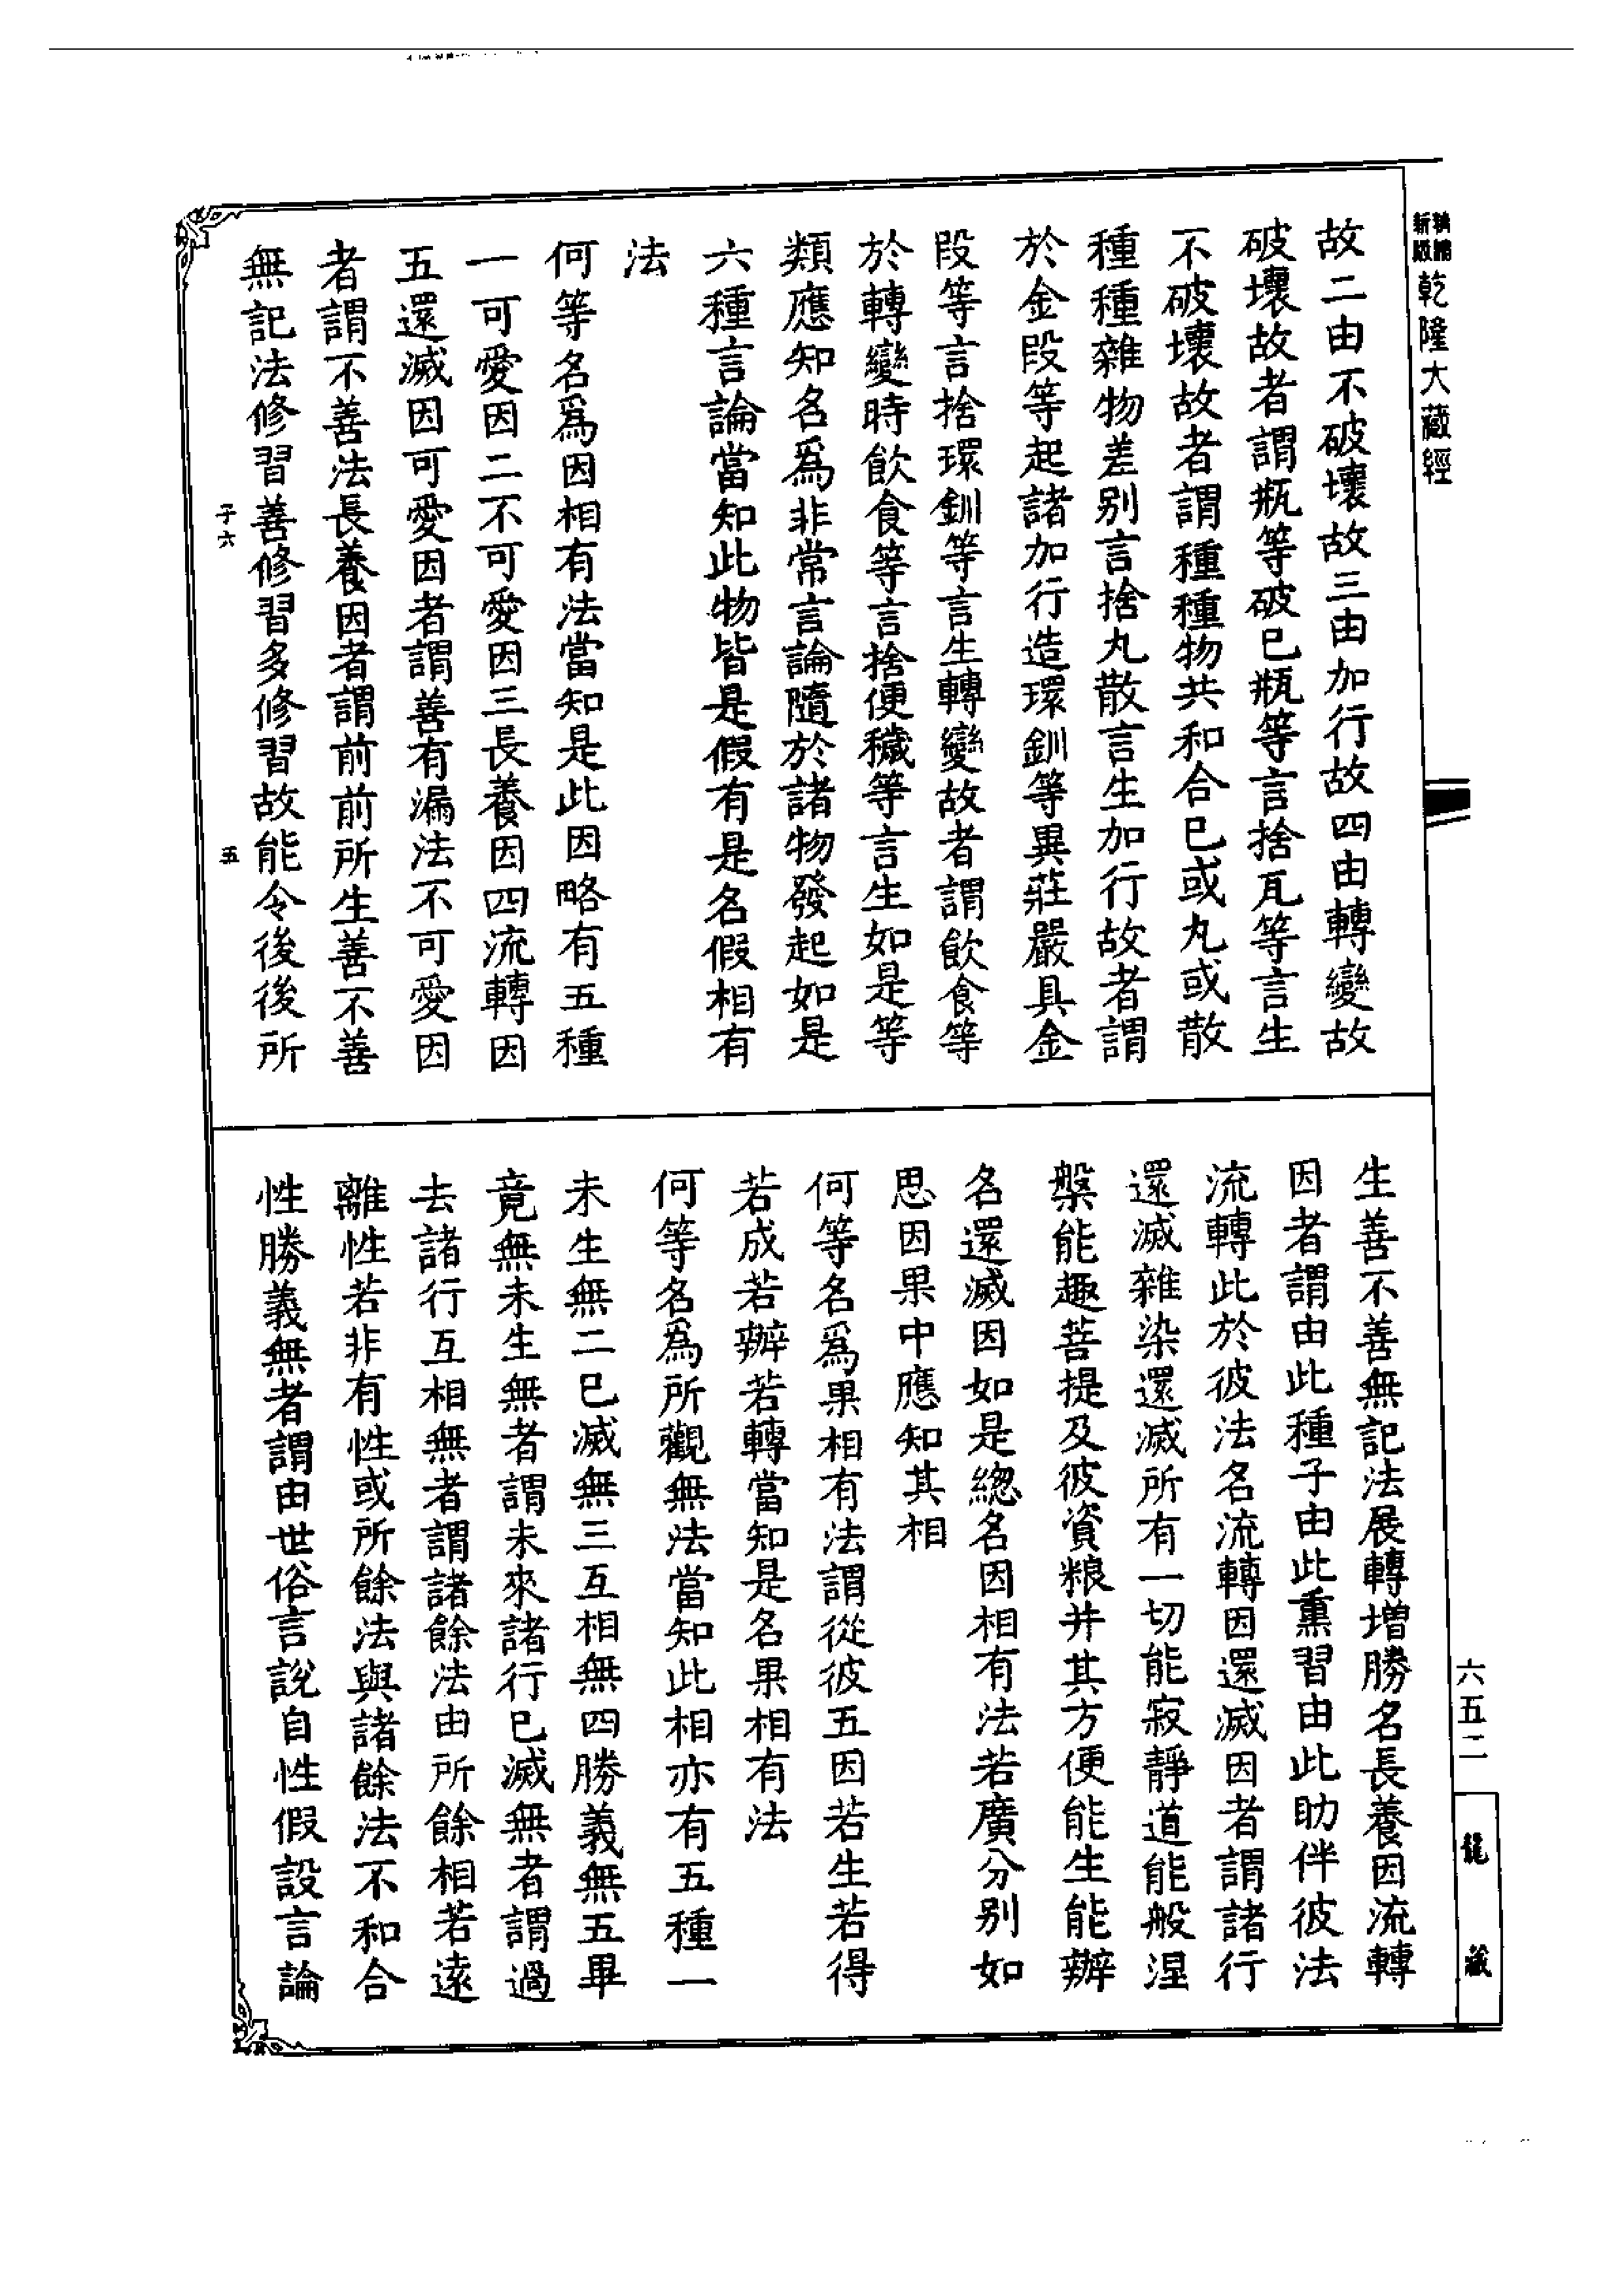 新版
精譜
乾隆大藏經
故二由不破壞故三由加行故四由轉變故
破壞故者謂瓶等破已瓶等言捨瓦等言生
不破壞故者謂種種物共和合已或丸或散
種種雜物差別言捨丸散言生加行故者謂
於金段等起諸加行造環釧等異莊嚴具金
段等言捨環釧等言生轉變故者謂飲食等
於轉變時飲食等言捨便穢等言生如是等
類應知名爲非常言論隨於諸物發起如是
六種言論當知此物皆是假有是名假相有
法
何等名爲因相有法當知是此因略有五種
一可愛因二不可愛因三長養因四流轉因
五還滅因可愛因者謂善有漏法不可愛因
者謂不善法長養因者謂前前所生善不善
無記法修習善修習多修習故能令後後所
子六
五
生善不善無記法展轉增勝名長養因流轉
因者謂由此種子由此熏習由此助伴彼法
流轉此於彼法名流轉因還滅因者謂諸行
還滅雜染還滅所有一切能寂靜道能般涅
槃能趣菩提及彼資粮并其方便能生能辦
名還滅因如是總名因相有法若廣分别如
思因果中應知其相
何等名爲果相有法謂從彼五因若生若得
若成若辦若轉當知是名果相有法
何等名爲所觀無法當知此相亦有五種一
未生無二已滅無三互相無四勝義無五畢
竟無未生無者謂未來諸行已滅無者謂過
去諸行互相無者謂諸餘法由所餘相若遠
離性若非有性或所餘法與諸餘法不和合
性勝義無者謂由世俗言說自性假設言論
六五二
龍藏